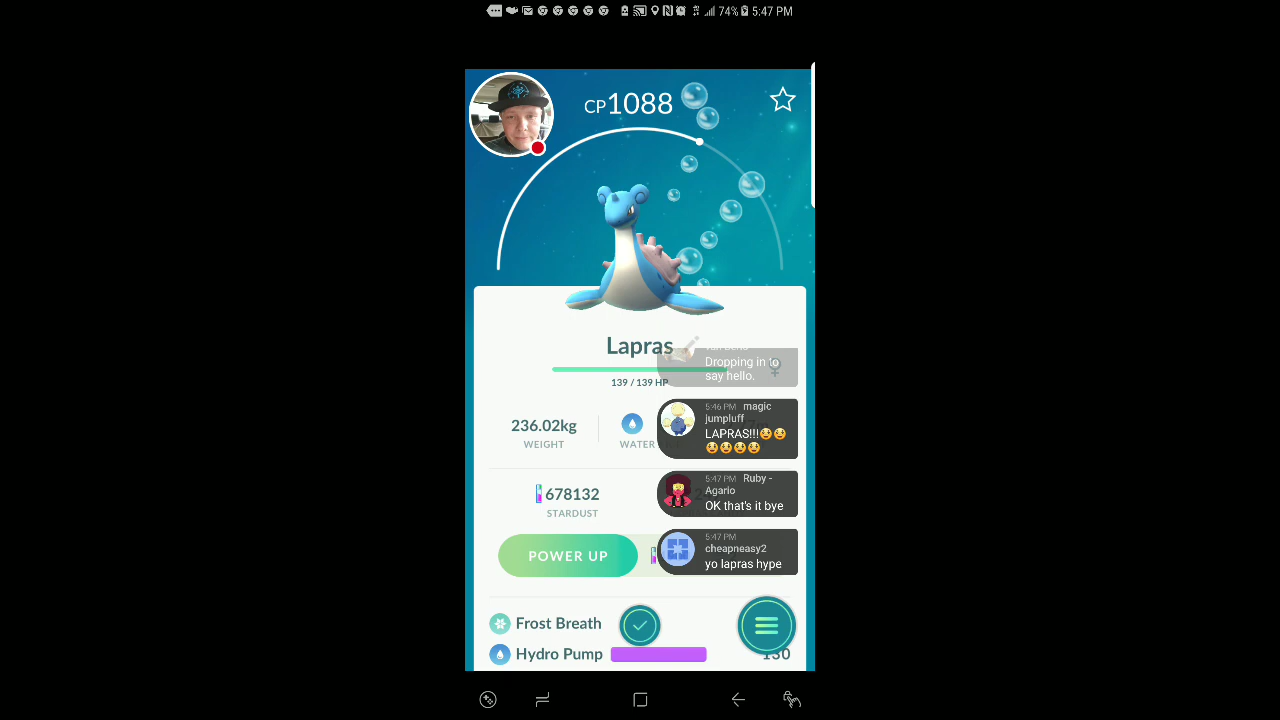 74% 5:47 PM
CP1088
Lapras
Dropping in to
say hello.
139 / 139 HP
5:46 PM magic
jumpluff
LAPRAS!!!
236.02kg
WEIGHT
WATER
5:47 PM Ruby -
Agario
OK that's it bye
678132
STARDUST
5:47 PM
cheapneasy2
yo lapras hype
POWER UP
Frost Breath
Hydro Pump
130